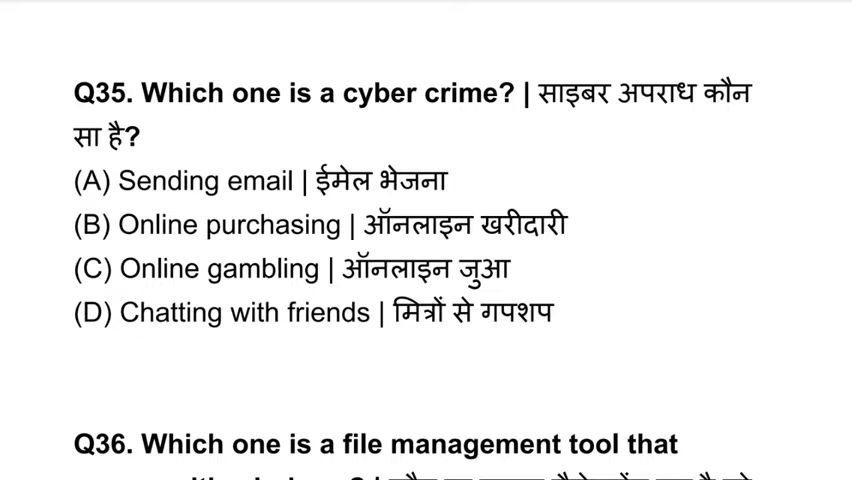 Q35. Which one is a cyber crime? | साइबर अपराध कौन
सा है?
(A) Sending email | ईमेल भेजना
(B) Online purchasing | ऑनलाइन खरीदारी
(C) Online gambling | ऑनलाइन जुआ
(D) Chatting with friends | मित्रों से गपशप
Q36. Which one is a file management tool that